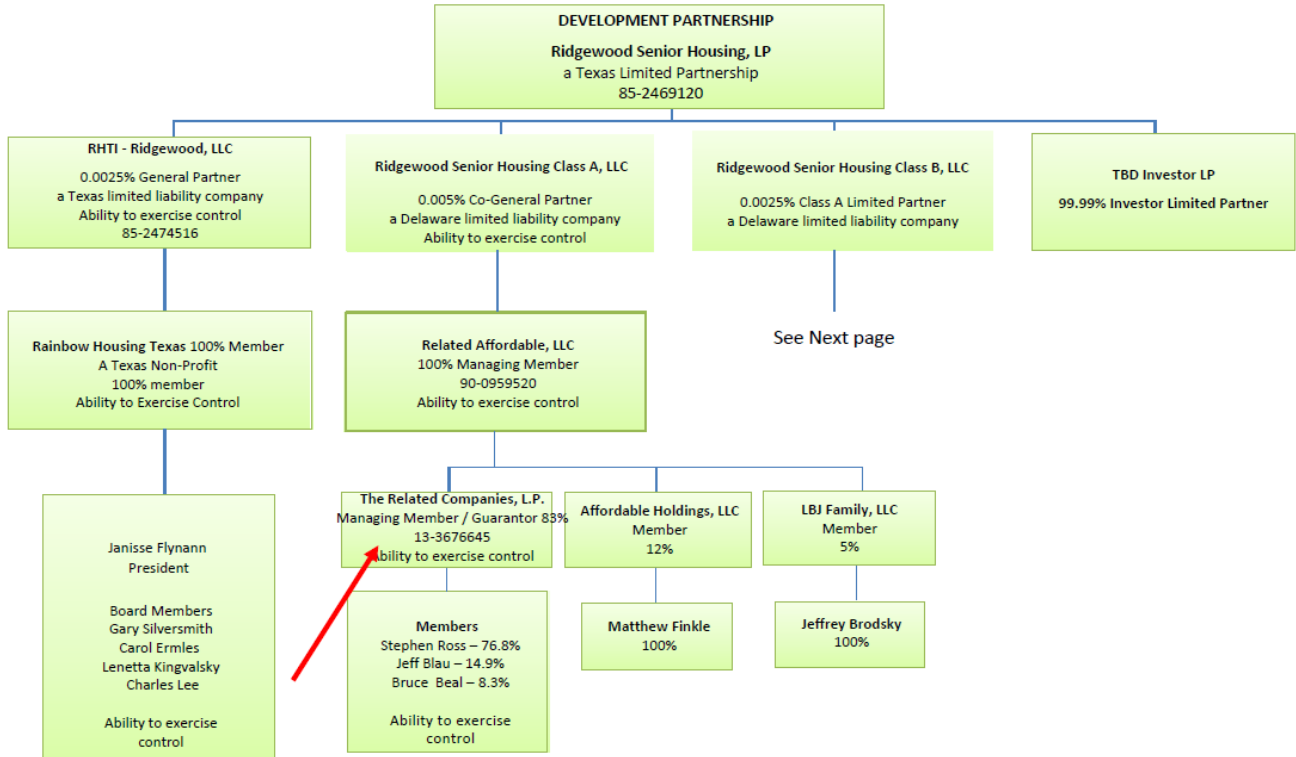 DEVELOPMENT PARTNERSHIP
Ridgewood Senior Housing, LP
a Texas Limited Partnership
85-2469120
RHTI - Ridgewood, LLC
0.0025% General Partner
a Texas limited liability company
Ability to exercise control
85-2474516
Ridgewood Senior Housing Class A, LLC
0.005% Co-General Partner
a Delaware limited liability company
Ability to exercise control
Ridgewood Senior Housing Class B, LLC
0.0025% Class A Limited Partner
a Delaware limited liability company
TBD Investor LP
99.99% Investor Limited Partner
Rainbow Housing Texas 100% Member
A Texas Non-Profit
100% member
Ability to Exercise Control
Related Affordable, LLC
100% Managing Member
90-0959520
Ability to exercise control
See Next page
Janisse Flynann
President
Board Members
Gary Silversmith
Carol Ermles
Lenetta Kingvalsky
Charles Lee
Ability to exercise
control
The Related Companies, L.P.
Managing Member / Guarantor 83%
13-3676645
Ability to exercise control
Affordable Holdings, LLC
Member
12%
LBJ Family, LLC
Member
5%
Members
Stephen Ross – 76.8%
Jeff Blau – 14.9%
Bruce Beal – 8.3%
Ability to exercise
control
Matthew Finkle
100%
Jeffrey Brodsky
100%